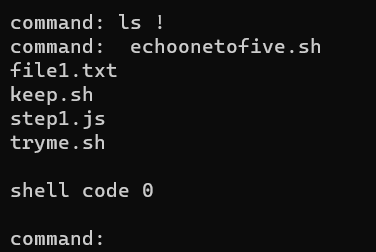 command: ls !
command:  echoonetofive.sh
file1.txt
keep.sh
step1.js
tryme.sh
shell code 0
command: